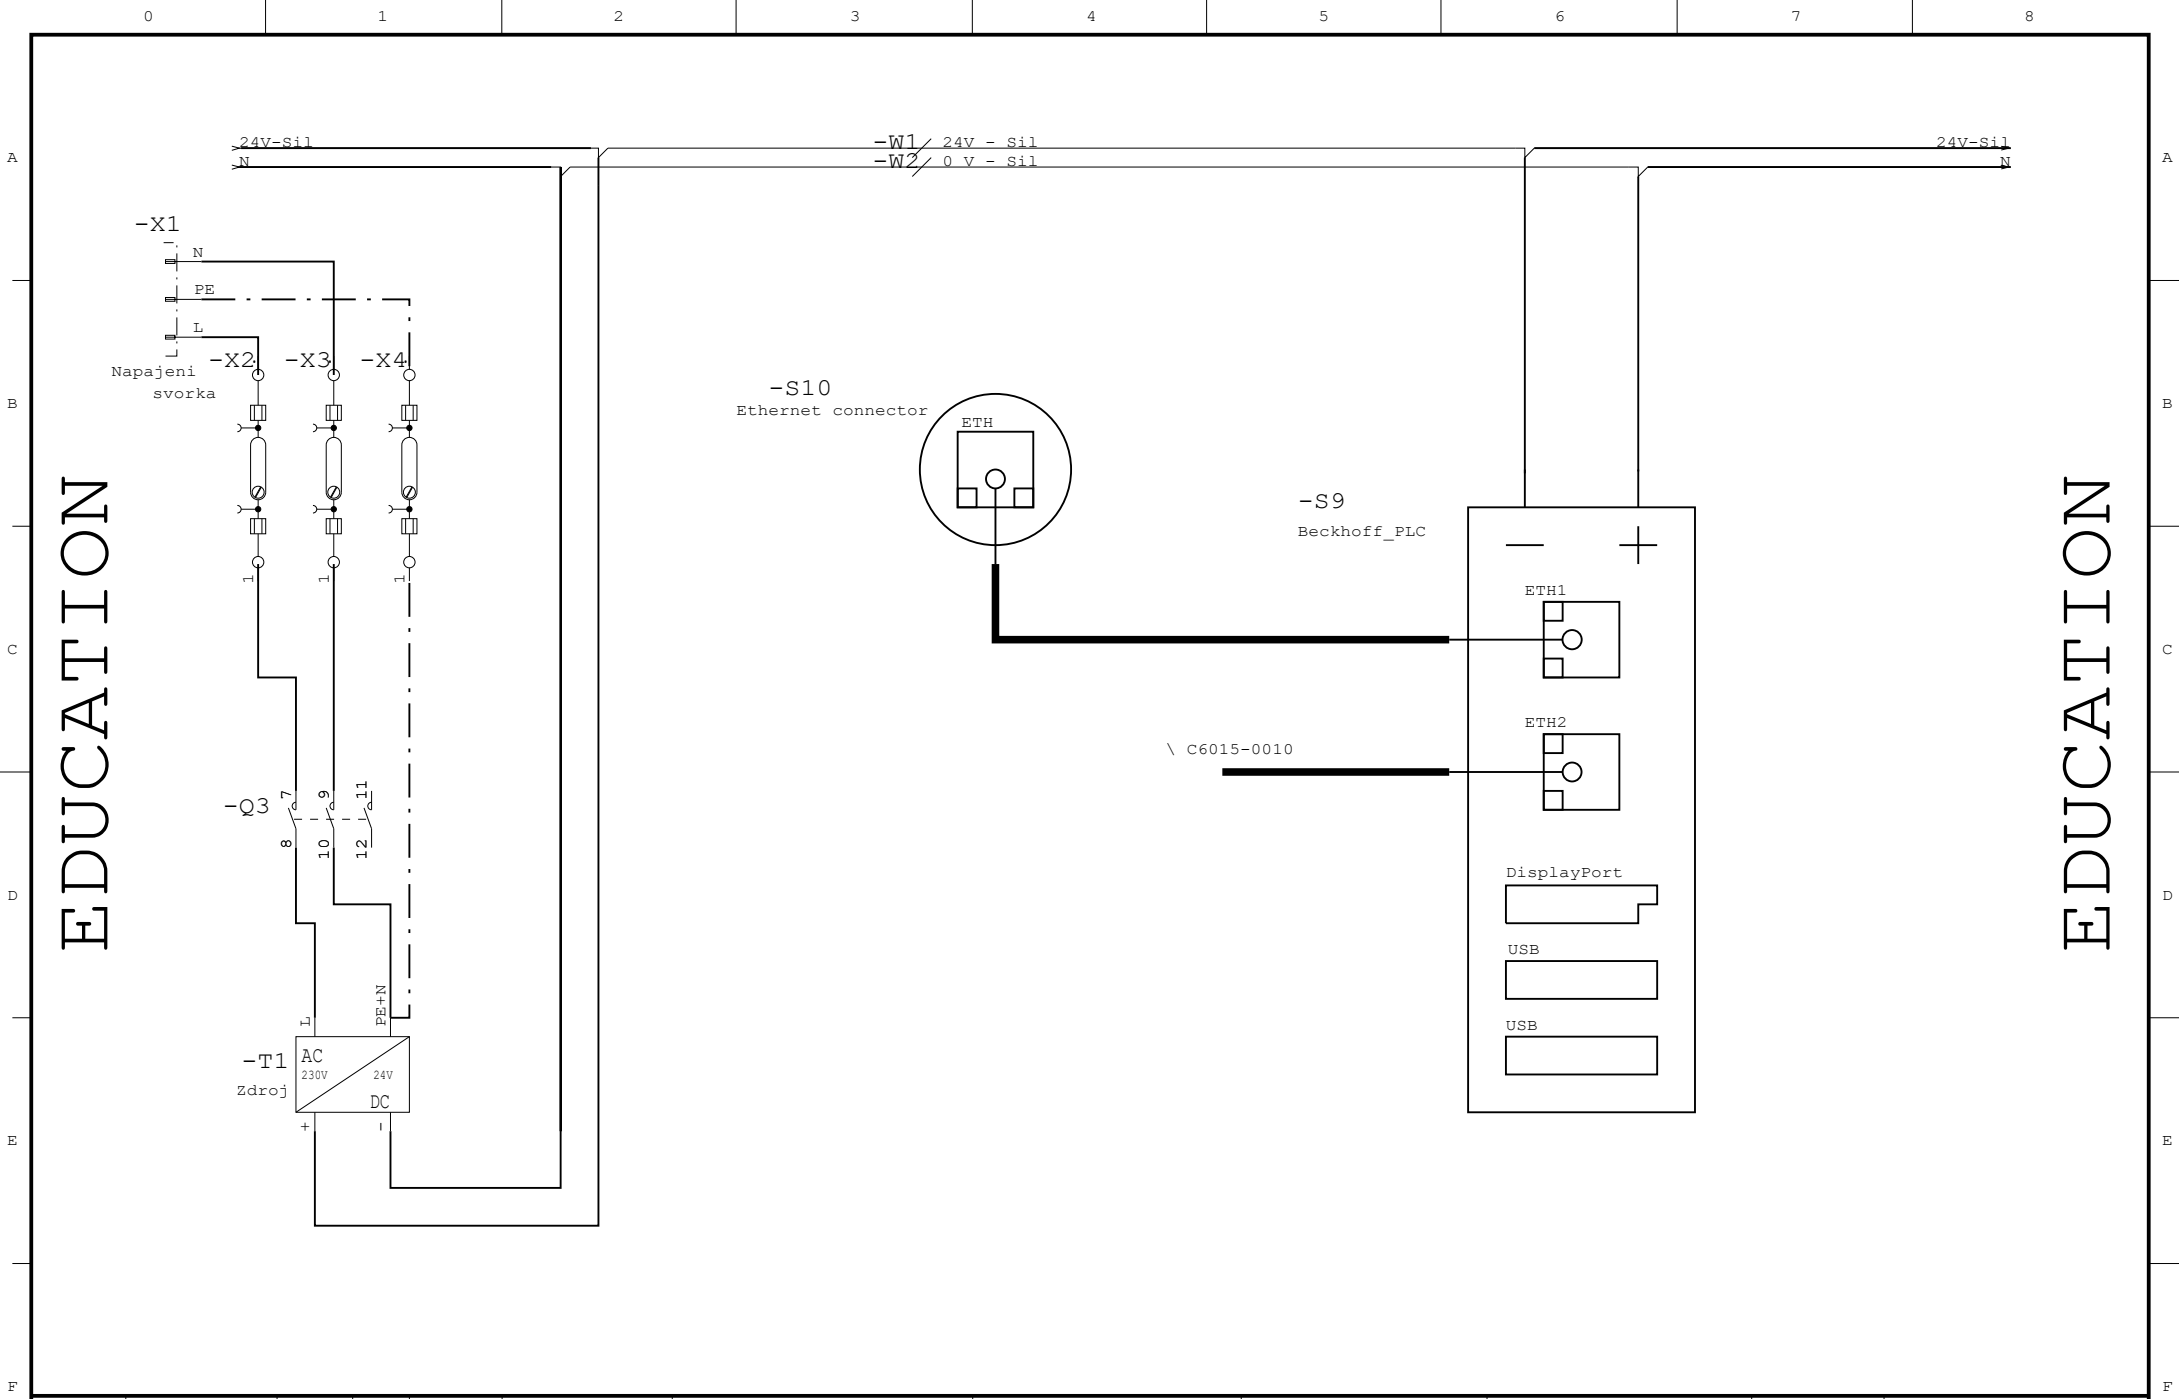 0 1 2 3 4 5 6 7 8
A
A
24V-Sil
-W1 24V - Sil
24V-Sil
N
-W2 0 V - Sil
N
-X1
N
PE
L
Napajeni
svorka
-X2
-X3
-X4
B
B
-S10
Ethernet connector
ETH
-S9
Beckhoff_PLC
1
1
1
ETH1
C
C
ETH2
\ C6015-0010
EDUCATION
EDUCATION
-Q3
7
9
11
8
10
12
DisplayPort
D
D
USB
L
PE+N
USB
-T1
Zdroj
AC
230V
24V
DC
+
-
E
E
F
F